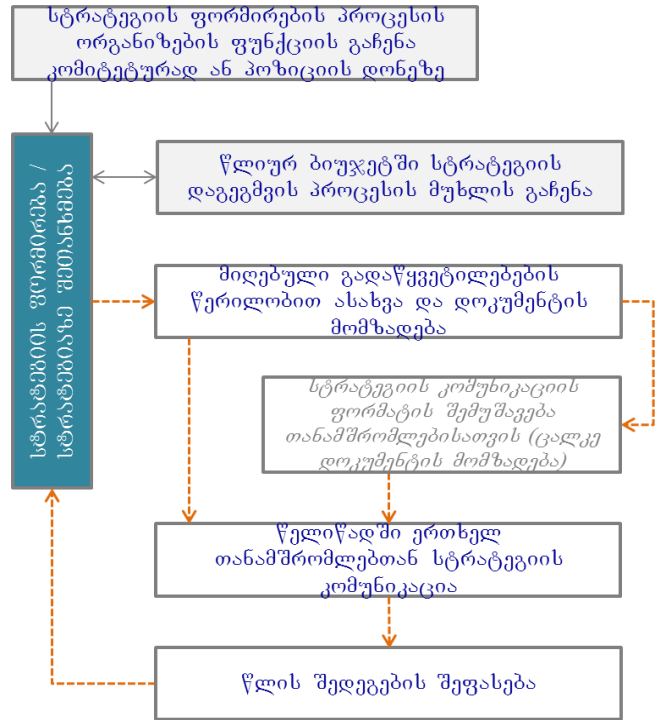 სტრატეგიის ფორმირების პროცესის
ორგანიზების ფუნქციის გაჩენა
კომიტეტურად ან პოზიციის დონეზე
სტრატეგიის ფორმირება /
სტრატეგიაზე შეთანხმება
წლიურ ბიუჯეტში სტრატეგიის
დაგეგმვის პროცესის მუხლის გაჩენა
მიღებული გადაწყვეტილებების
წერილობით ასახვა და დოკუმენტის
მომზადება
სტრატეგიის კომუნიკაციის
ფორმატის შემუშავება
თანამშრომლებისათვის (ცალკე
დოკუმენტის მომზადება)
წელიწადში ერთხელ
თანამშრომლებთან სტრატეგიის
კომუნიკაცია
წლის შედეგების შეფასება